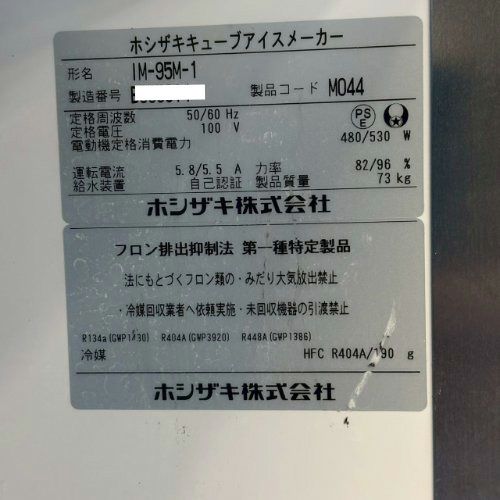 ホシザキキューブアイスメーカー
形名 IM-95M-1
製造番号 製品コード M044
定格周波数 50/60 Hz
定格電圧 100 V
電動機定格消費電力 480/530 W
PS E
運転電流 5.8/5.5 A 力率 82/96 %
給水装置 自己認証 製品質量 73 kg
ホシザキ株式会社
フロン排出抑制法 第一種特定製品
法にもとづくフロン類の・みだり大気放出禁止
・冷媒回収業者へ依頼実施・未回収機器の引渡禁止
R134a(GWP1430) R404A(GWP3920) R448A(GWP1386)
冷媒 HFC R404A/190 g
ホシザキ株式会社